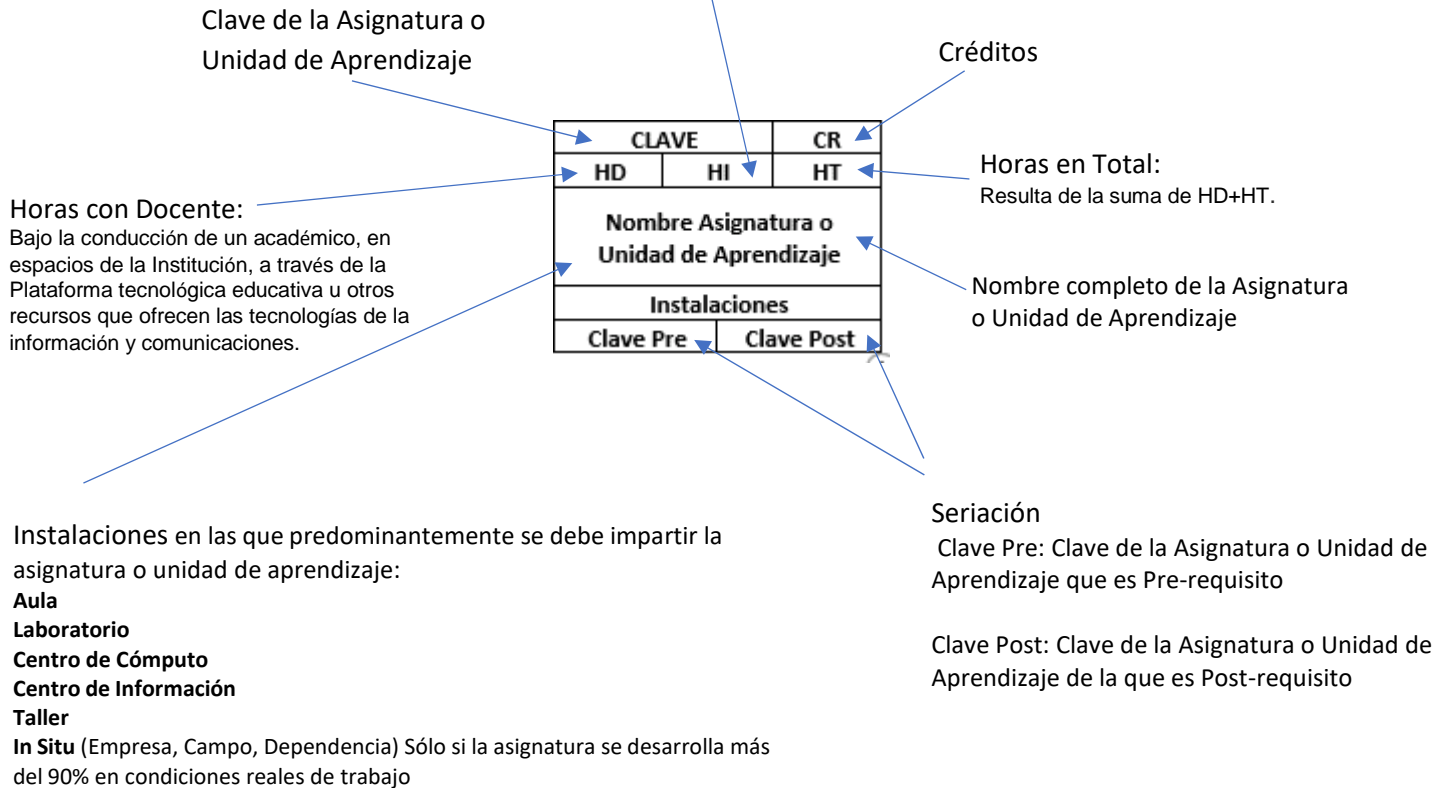 Clave de la Asignatura o
Unidad de Aprendizaje
Créditos
CLAVE CR
HD HI HT
Nombre Asignatura o
Unidad de Aprendizaje
Instalaciones
Clave Pre Clave Post
Horas en Total:
Resulta de la suma de HD+HT.
Horas con Docente:
Bajo la conducción de un académico, en
espacios de la Institución, a través de la
Plataforma tecnológica educativa u otros
recursos que ofrecen las tecnologías de la
información y comunicaciones.
Nombre completo de la Asignatura
o Unidad de Aprendizaje
Instalaciones en las que predominantemente se debe impartir la
asignatura o unidad de aprendizaje:
Aula
Laboratorio
Centro de Cómputo
Centro de Información
Taller
In Situ (Empresa, Campo, Dependencia) Sólo si la asignatura se desarrolla más
del 90% en condiciones reales de trabajo
Seriación
Clave Pre: Clave de la Asignatura o Unidad de
Aprendizaje que es Pre-requisito
Clave Post: Clave de la Asignatura o Unidad de
Aprendizaje de la que es Post-requisito